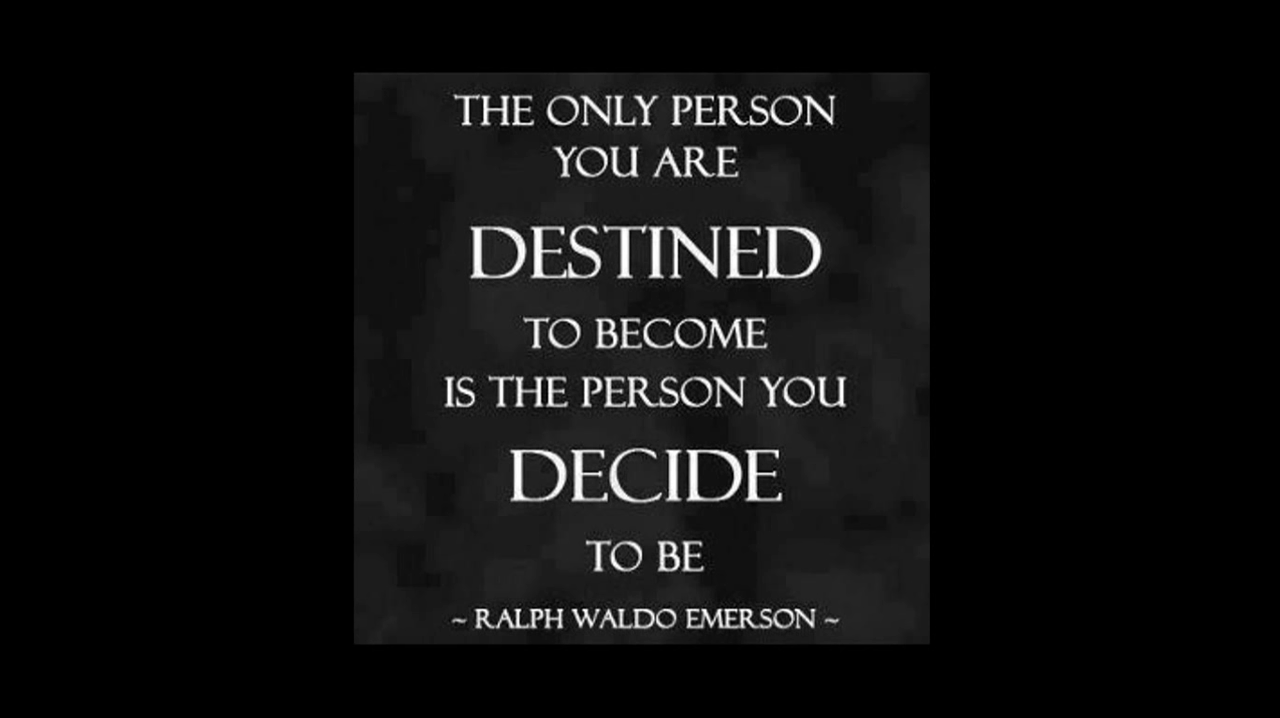 THE ONLY PERSON
YOU ARE
DESTINED
TO BECOME
IS THE PERSON YOU
DECIDE
TO BE
~ RALPH WALDO EMERSON ~